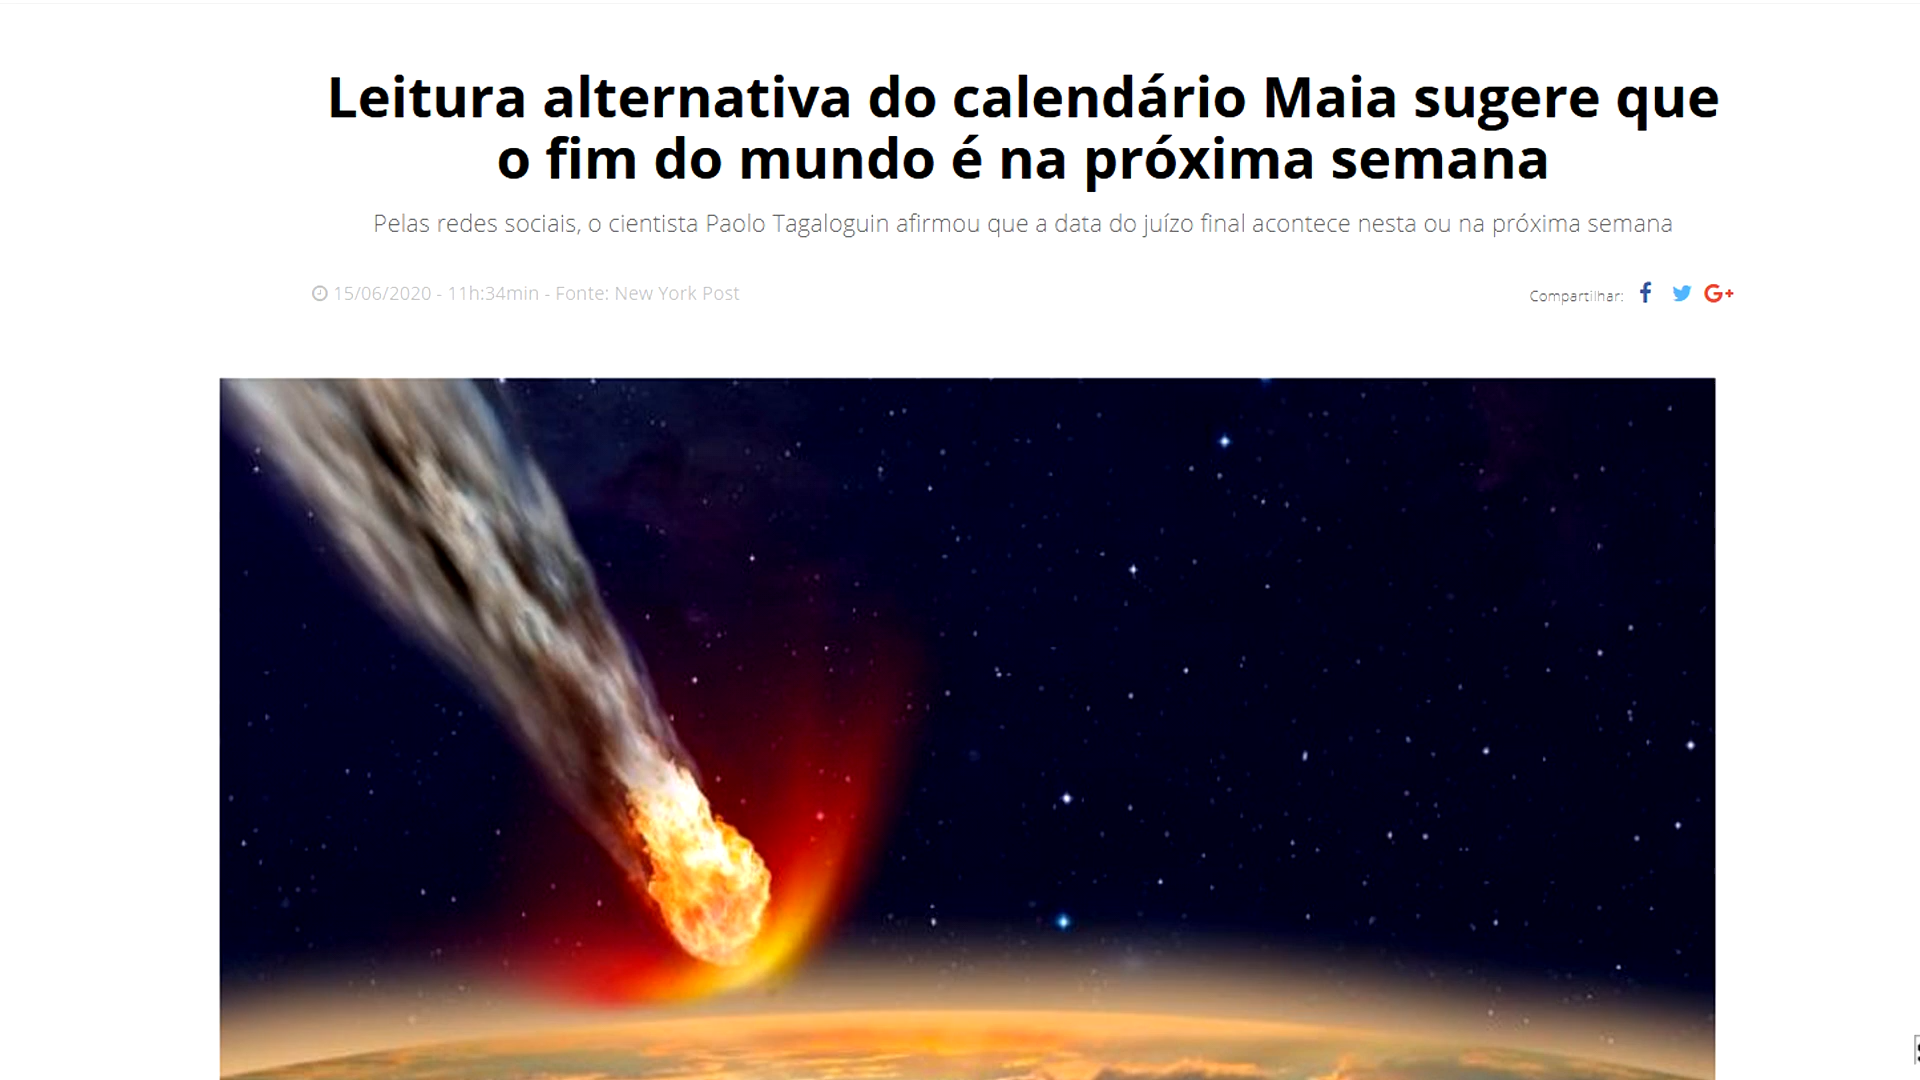 Leitura alternativa do calendário Maia sugere que
o fim do mundo é na próxima semana
Pelas redes sociais, o cientista Paolo Tagaloguin afirmou que a data do juízo final acontece nesta ou na próxima semana
15/06/2020 - 11h:34min - Fonte: New York Post
Compartilhar: f G+